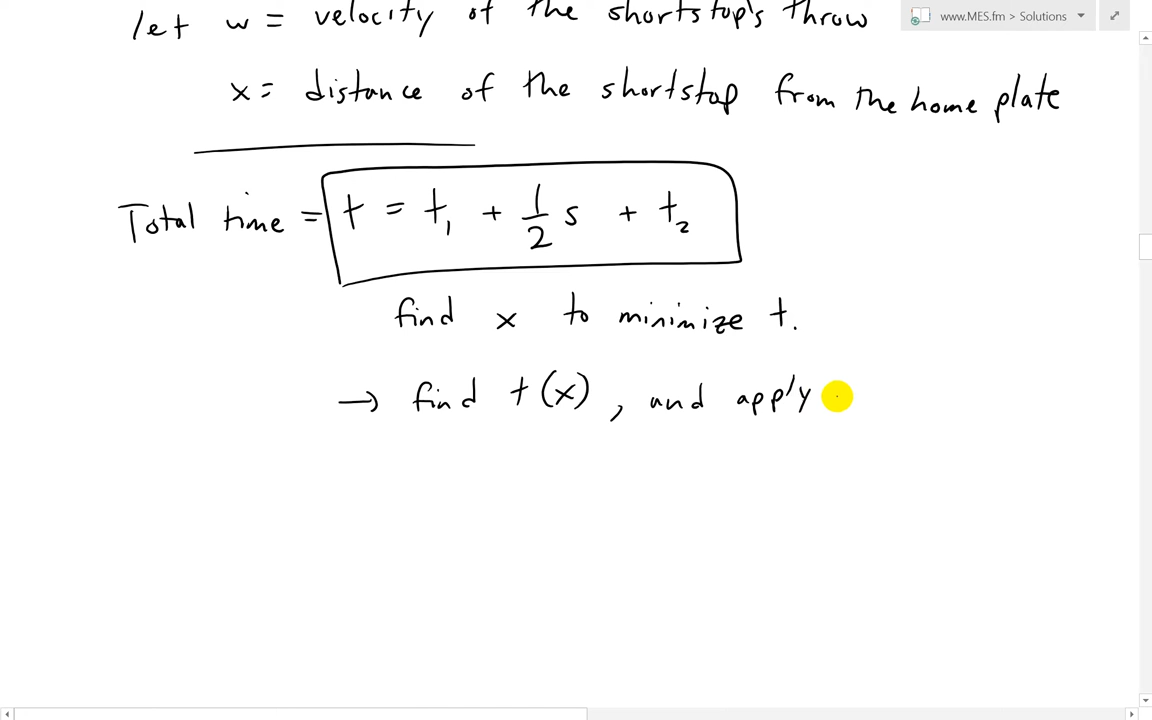 www.MES.fm > Solutions
let w = velocity of the shortstop's throw
x = distance of the shortstop from the home plate
Total time = t = t₁ + 1/2 s + t₂
find x to minimize t.
→ find t(x), and apply